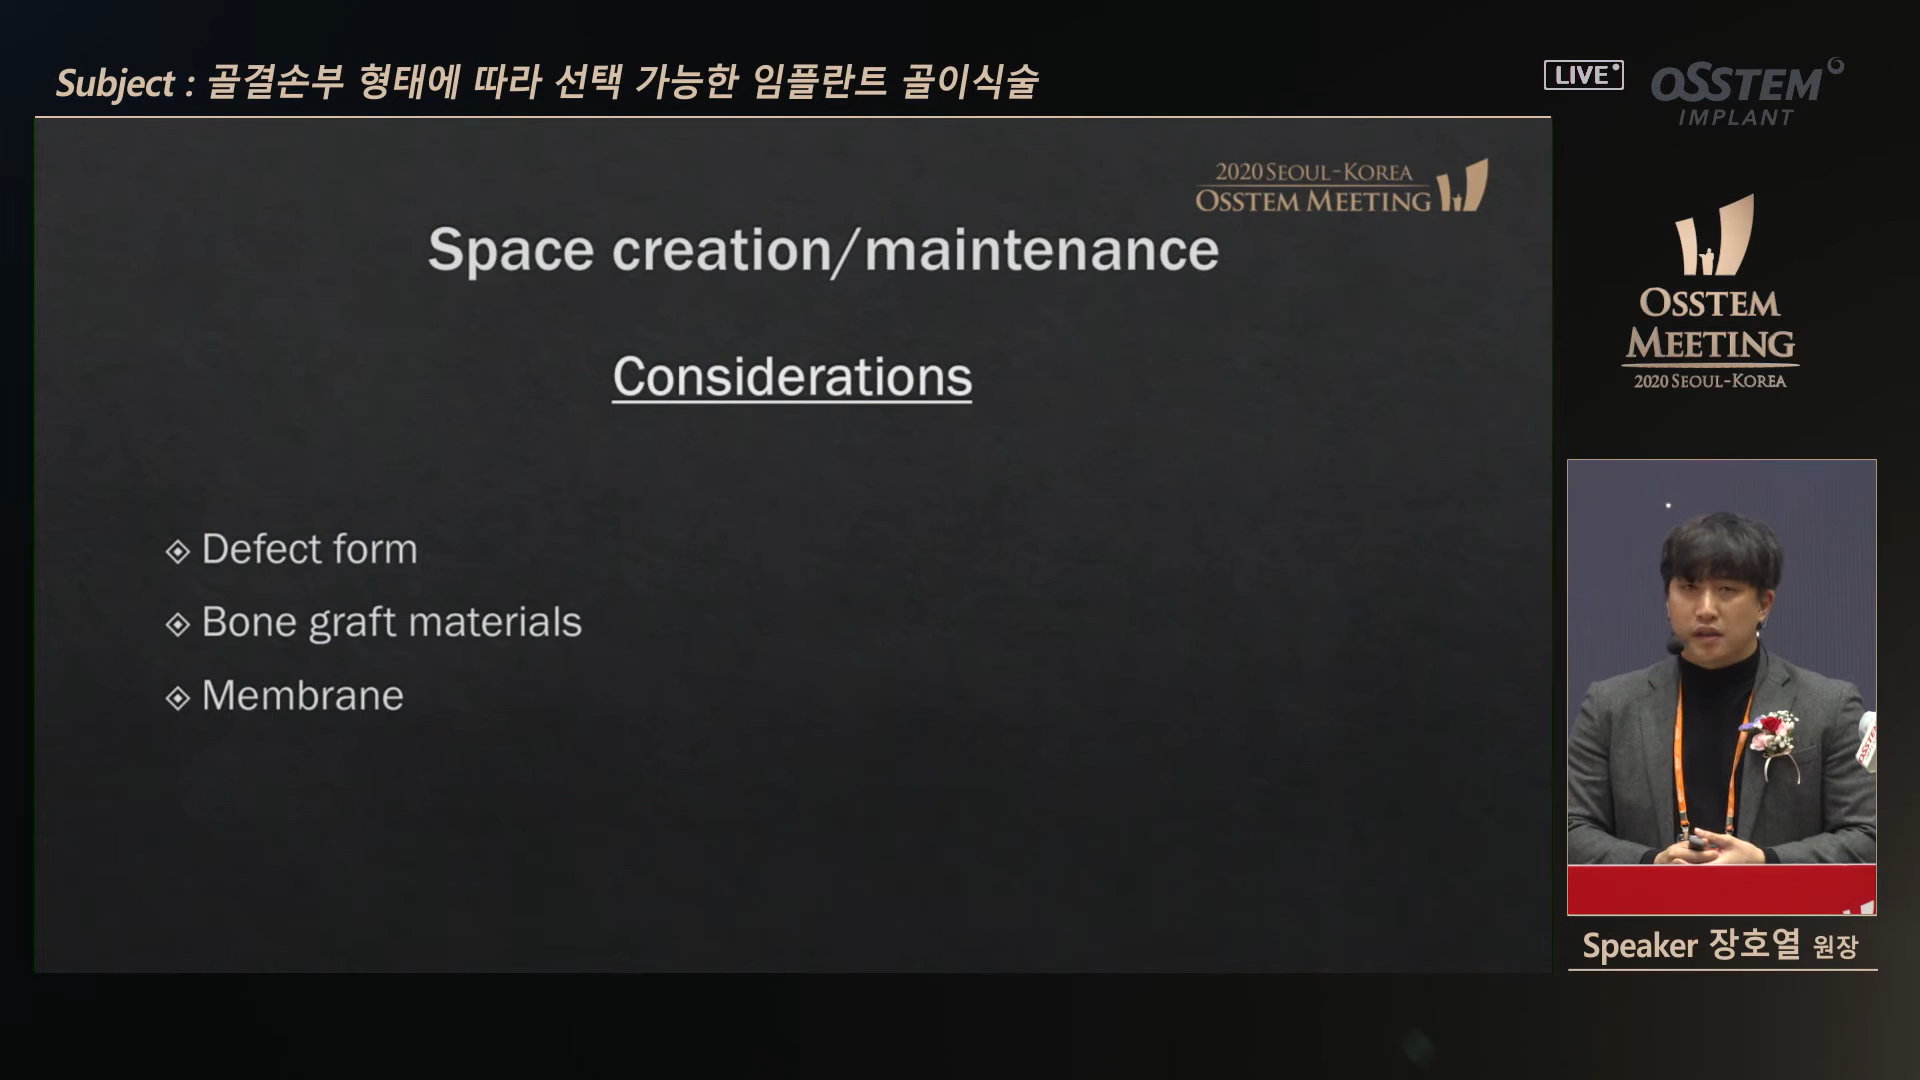 Subject : 골결손부 형태에 따라 선택 가능한 임플란트 골이식술
LIVE
OSSTEM
IMPLANT
2020 SEOUL-KOREA
OSSTEM MEETING
Space creation/maintenance
Considerations
Defect form
Bone graft materials
Membrane
OSSTEM
MEETING
2020 SEOUL-KOREA
Speaker 장호열 원장